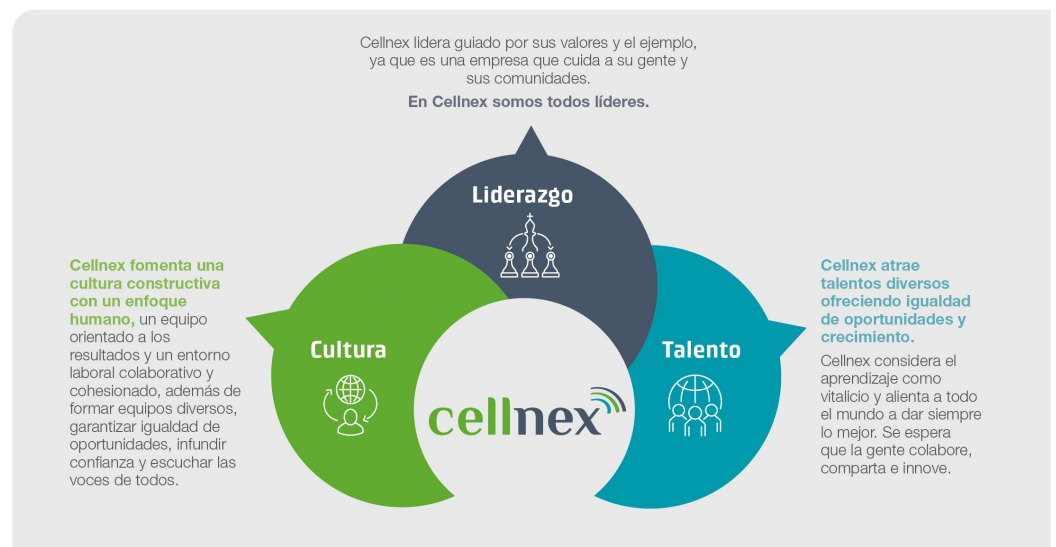 Cellnex lidera guiado por sus valores y el ejemplo,
ya que es una empresa que cuida a su gente y
sus comunidades.
En Cellnex somos todos líderes.
Liderazgo
Cellnex fomenta una
cultura constructiva
con un enfoque
humano, un equipo
orientado a los
resultados y un entorno
laboral colaborativo y
cohesionado, además de
formar equipos diversos,
garantizar igualdad de
oportunidades, infundir
confianza y escuchar las
voces de todos.
Cultura
cellnex
Talento
Cellnex atrae
talentos diversos
ofreciendo igualdad
de oportunidades y
crecimiento.
Cellnex considera el
aprendizaje como
vitalicio y alienta a todo
el mundo a dar siempre
lo mejor. Se espera
que la gente colabore,
comparta e innove.